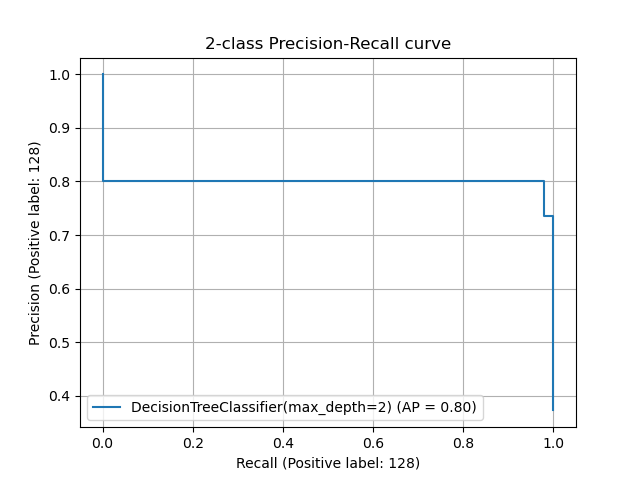 2-class Precision-Recall curve
1.0
0.9
0.8
0.7
0.6
0.5
0.4
Precision (Positive label: 128)
DecisionTreeClassifier(max_depth=2) (AP = 0.80)
0.0 0.2 0.4 0.6 0.8 1.0
Recall (Positive label: 128)